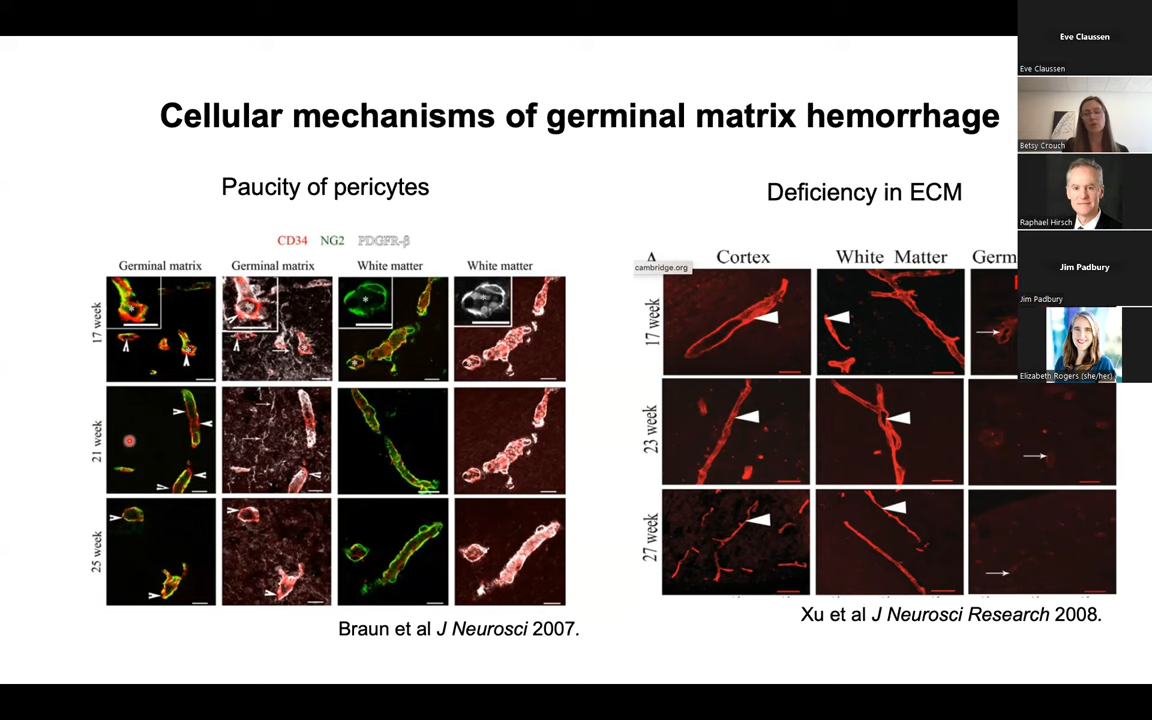 Cellular mechanisms of germinal matrix hemorrhage
Paucity of pericytes
CD34 NG2 PDGFR-β
Germinal matrix Germinal matrix White matter White matter
17 week
21 week
25 week
Braun et al J Neurosci 2007.
Deficiency in ECM
A Cortex White Matter Germ
cambridge.org
17 week
23 week
27 week
Xu et al J Neurosci Research 2008.
Eve Claussen
Eve Claussen
Betsy Crouch
Raphael Hirsch
Jim Padbury
Jim Padbury
Elizabeth Rogers (she/her)